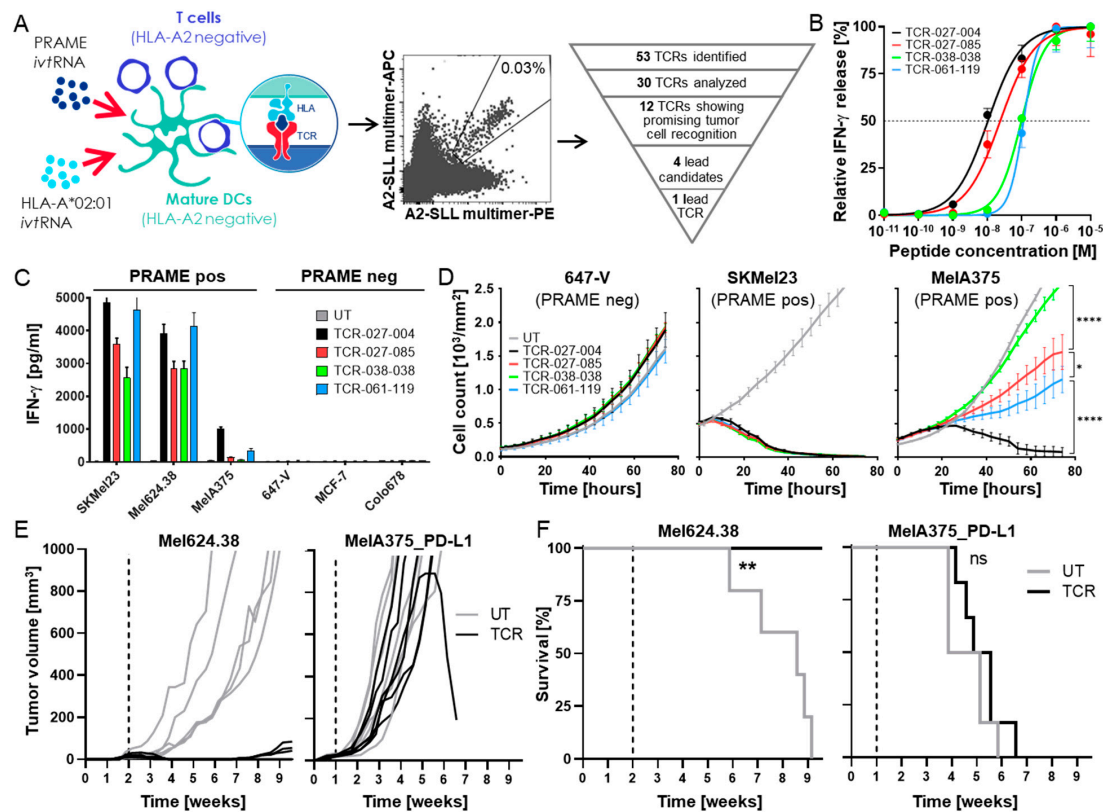 A
T cells
(HLA-A2 negative)
PRAME
ivtRNA
HLA
TCR
HLA-A*02:01
ivtRNA
Mature DCs
(HLA-A2 negative)
A2-SLL multimer-APC
0.03%
A2-SLL multimer-PE
53 TCRs identified
30 TCRs analyzed
12 TCRs showing
promising tumor
cell recognition
4 lead
candidates
1 lead
TCR
B
Relative IFN-γ release [%]
100
75
50
25
0
TCR-027-004
TCR-027-085
TCR-038-038
TCR-061-119
10⁻¹¹ 10⁻¹⁰ 10⁻⁹ 10⁻⁸ 10⁻⁷ 10⁻⁶ 10⁻⁵
Peptide concentration [M]
C
PRAME pos PRAME neg
IFN-γ [pg/ml]
5000
4000
3000
2000
1000
0
UT
TCR-027-004
TCR-027-085
TCR-038-038
TCR-061-119
SKMel23
Mel624.38
MelA375
647-V
MCF-7
Colo678
D
647-V
(PRAME neg)
SKMel23
(PRAME pos)
MelA375
(PRAME pos)
Cell count [10³/mm²]
2.5
2.0
1.5
1.0
0.5
0.0
UT
TCR-027-004
TCR-027-085
TCR-038-038
TCR-061-119
****
*
****
0 20 40 60 80
Time [hours]
0 20 40 60 80
Time [hours]
0 20 40 60 80
Time [hours]
E
Mel624.38
MelA375_PD-L1
Tumor volume [mm³]
1000
800
600
400
200
0
UT
TCR
0 1 2 3 4 5 6 7 8 9
Time [weeks]
0 1 2 3 4 5 6 7 8 9
Time [weeks]
F
Mel624.38
MelA375_PD-L1
Survival [%]
100
75
50
25
0
**
ns
UT
TCR
0 1 2 3 4 5 6 7 8 9
Time [weeks]
0 1 2 3 4 5 6 7 8 9
Time [weeks]